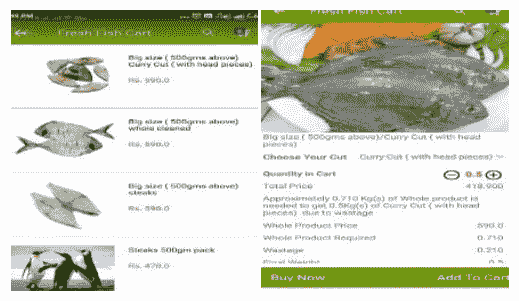 Fresh Fish Cart
Big size ( 500gms above)
Curry Cut ( with head pieces)
Rs. 590.0
Big size ( 500gms above)
whole cleaned
Rs. 590.0
Big size ( 500gms above)
steaks
Rs. 590.0
Steaks 500gm pack
Rs. 470.0
Fresh Fish Cart
Big size ( 500gms above)/Curry Cut ( with head
pieces)
Choose Your Cut Curry Cut ( with head pieces)
Quantity in Cart 0.5
Total Price 418.900
Approximately 0.710 Kg(s) of Whole product is
needed to get 0.5Kg(s) of Curry Cut ( with head
pieces) due to wastage
Whole Product Price 590.0
Whole Product Required 0.710
Wastage 0.210
Final Weight 0.5
Buy Now Add To Cart